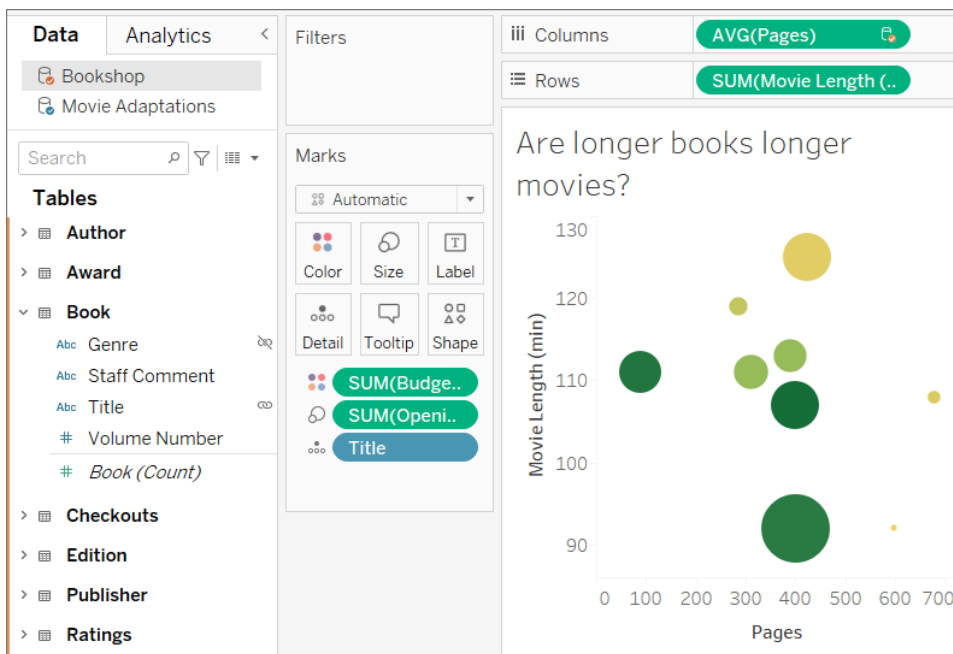 Data
Analytics
Bookshop
Movie Adaptations
Search
Tables
Author
Award
Book
Abc Genre
Abc Staff Comment
Abc Title
# Volume Number
# Book (Count)
Checkouts
Edition
Publisher
Ratings
Filters
Marks
Automatic
Color Size Label
Detail Tooltip Shape
SUM(Budge..
SUM(Openi..
Title
Columns AVG(Pages)
Rows SUM(Movie Length (..
Are longer books longer
movies?
Movie Length (min)
130
120
110
100
90
0 100 200 300 400 500 600 700
Pages